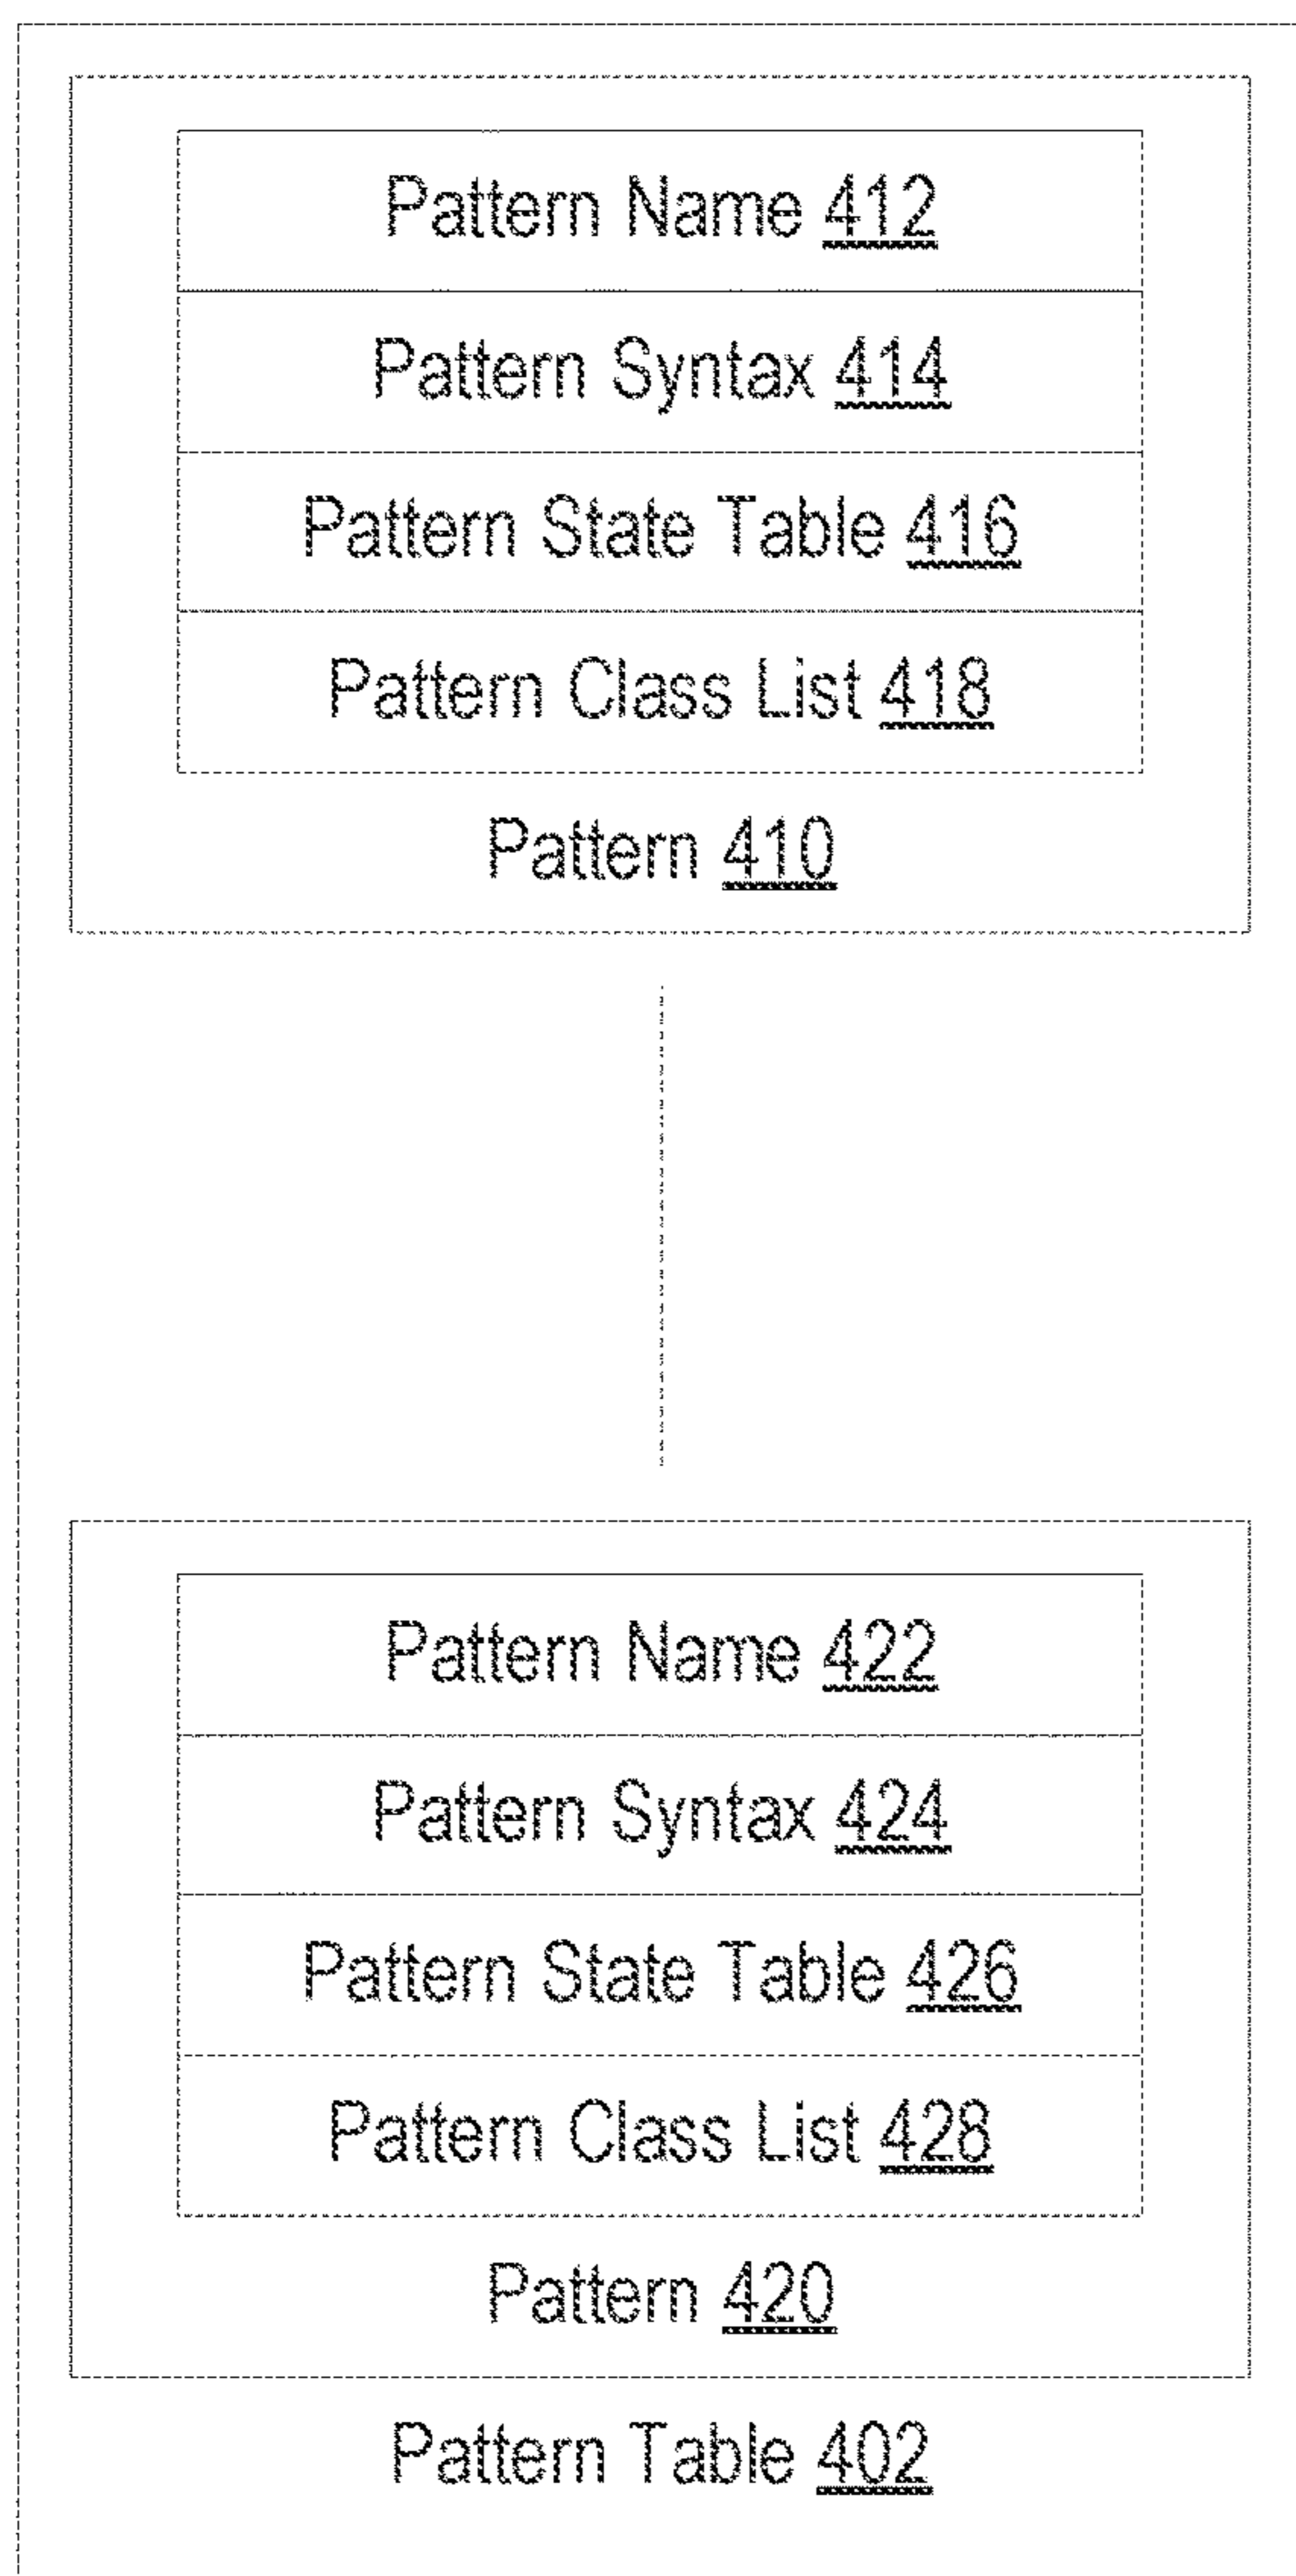 Pattern Name 412
Pattern Syntax 414
Pattern State Table 416
Pattern Class List 418
Pattern 410
Pattern Name 422
Pattern Syntax 424
Pattern State Table 426
Pattern Class List 428
Pattern 420
Pattern Table 402